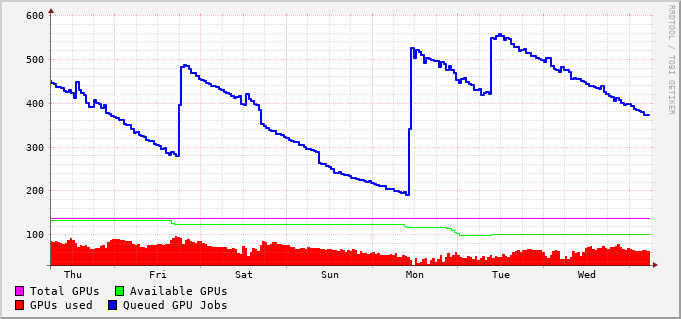 600
500
400
300
200
100
Thu Fri Sat Sun Mon Tue Wed
Total GPUs Available GPUs
GPUs used Queued GPU Jobs
RRDTOOL / TOBI OETIKER